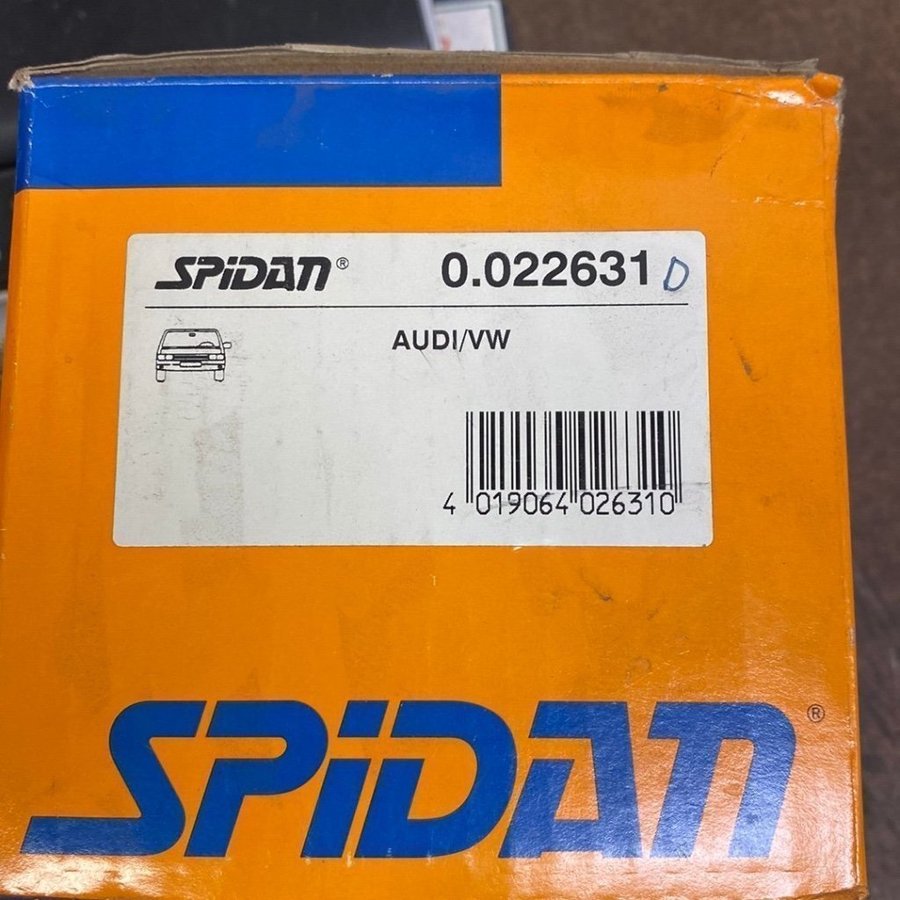 SPiDAN® 0.022631 D
AUDI/VW
4 019064 026310
SPiDAN®